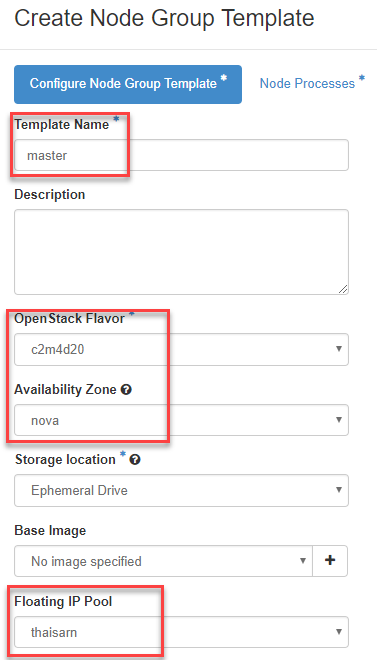 Create Node Group Template
Configure Node Group Template * Node Processes *
Template Name *
master
Description
OpenStack Flavor *
c2m4d20
Availability Zone ?
nova
Storage location * ?
Ephemeral Drive
Base Image
No image specified +
Floating IP Pool
thaisarn